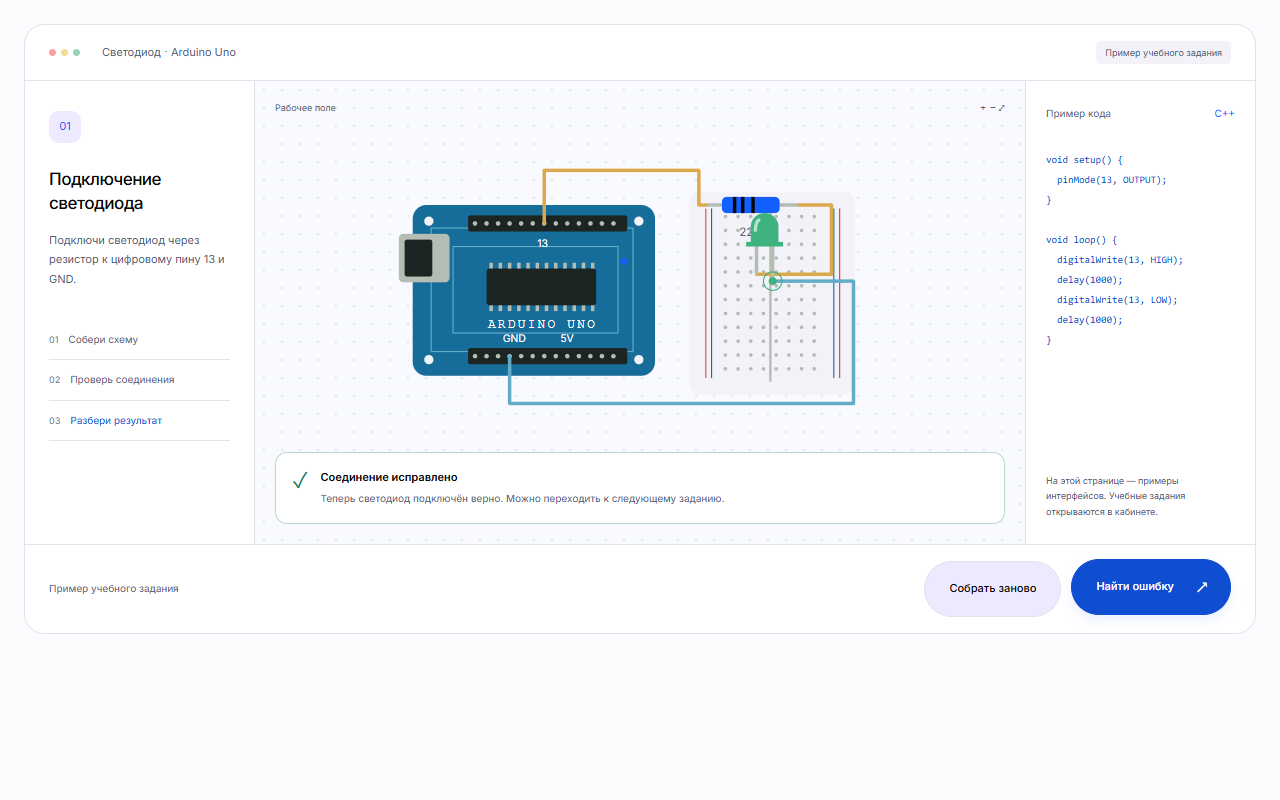 Светодиод · Arduino Uno
Пример учебного задания
01
Подключение
светодиода
Подключи светодиод через
резистор к цифровому пину 13 и
GND.
01 Собери схему
02 Проверь соединения
03 Разбери результат
Рабочее поле
+ − ⤢
13
ARDUINO UNO
GND 5V
22
✓ Соединение исправлено
Теперь светодиод подключён верно. Можно переходить к следующему заданию.
Пример кода C++
void setup() {
pinMode(13, OUTPUT);
}
void loop() {
digitalWrite(13, HIGH);
delay(1000);
digitalWrite(13, LOW);
delay(1000);
}
На этой странице — примеры
интерфейсов. Учебные задания
открываются в кабинете.
Пример учебного задания
Собрать заново
Найти ошибку ↗